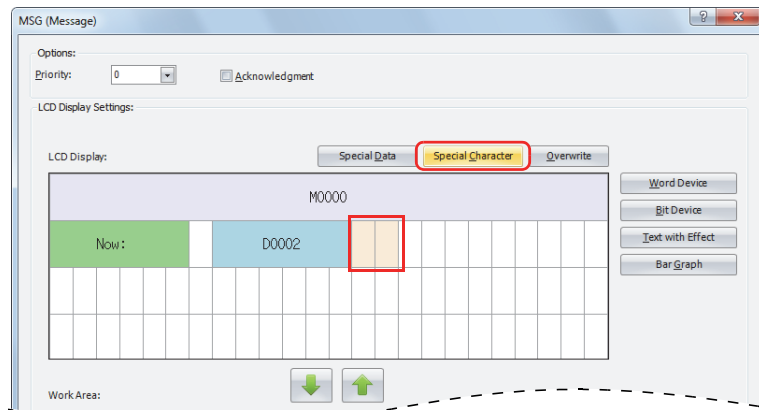 MSG (Message)
Options:
Priority: 0 Acknowledgment
LCD Display Settings:
LCD Display: Special Data Special Character Overwrite
M0000
Word Device
Bit Device
Now: D0002 Text with Effect
Bar Graph
Work Area: